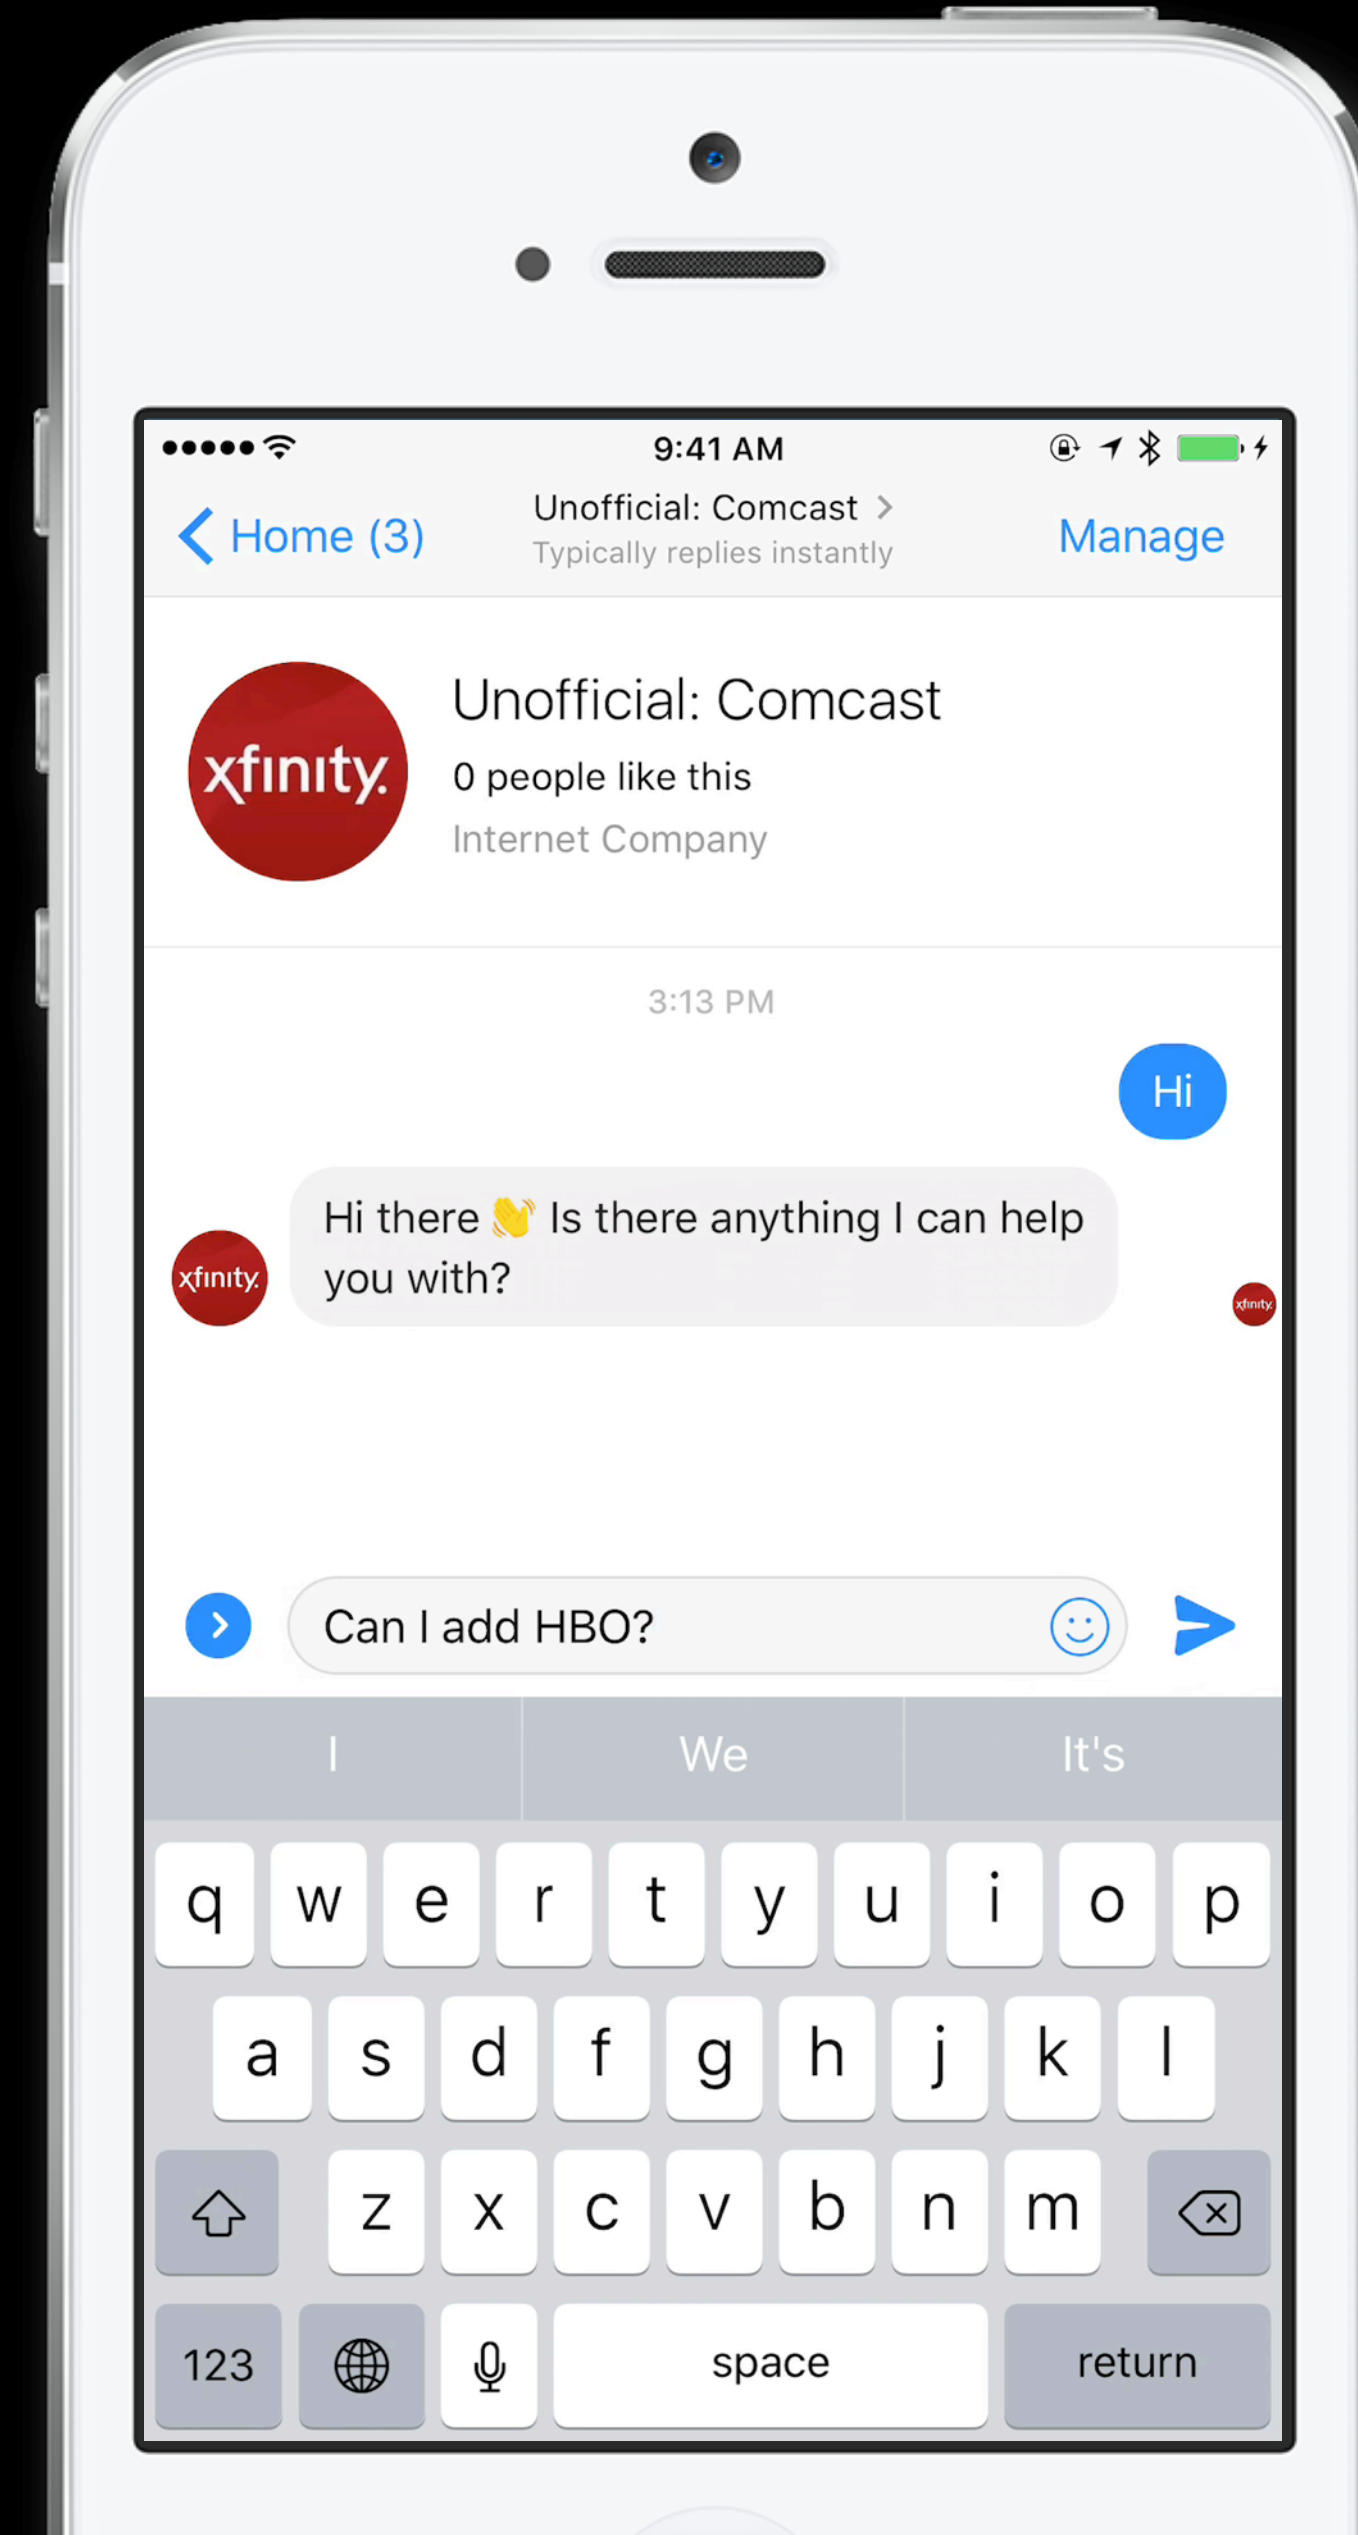 9:41 AM
Home (3)
Unofficial: Comcast
Typically replies instantly
Manage
xfinity.
Unofficial: Comcast
0 people like this
Internet Company
3:13 PM
Hi
Hi there 👋 Is there anything I can help
you with?
xfinity.
xfinity.
Can I add HBO?
I We It's
q w e r t y u i o p
a s d f g h j k l
z x c v b n m
123 space return